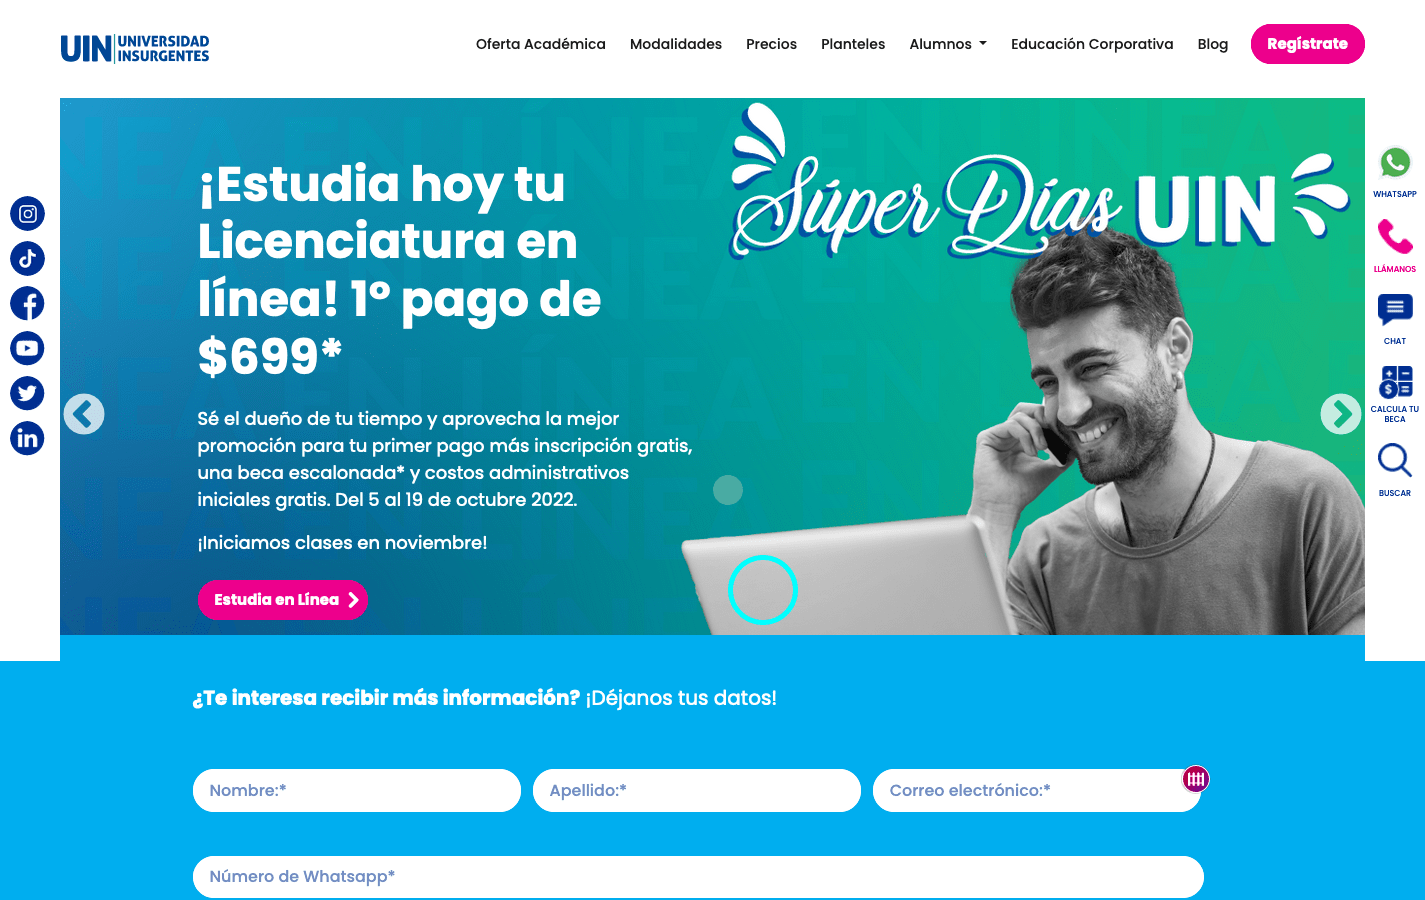 UIN UNIVERSIDAD
INSURGENTES
Oferta Académica Modalidades Precios Planteles Alumnos Educación Corporativa Blog Regístrate
¡Estudia hoy tu
Licenciatura en
línea! 1º pago de
$699*
Súper Días UIN
Sé el dueño de tu tiempo y aprovecha la mejor
promoción para tu primer pago más inscripción gratis,
una beca escalonada* y costos administrativos
iniciales gratis. Del 5 al 19 de octubre 2022.
¡Iniciamos clases en noviembre!
Estudia en Línea
WHATSAPP
LLÁMANOS
CHAT
CALCULA TU
BECA
BUSCAR
¿Te interesa recibir más información? ¡Déjanos tus datos!
Nombre:* Apellido:* Correo electrónico:*
Número de Whatsapp*